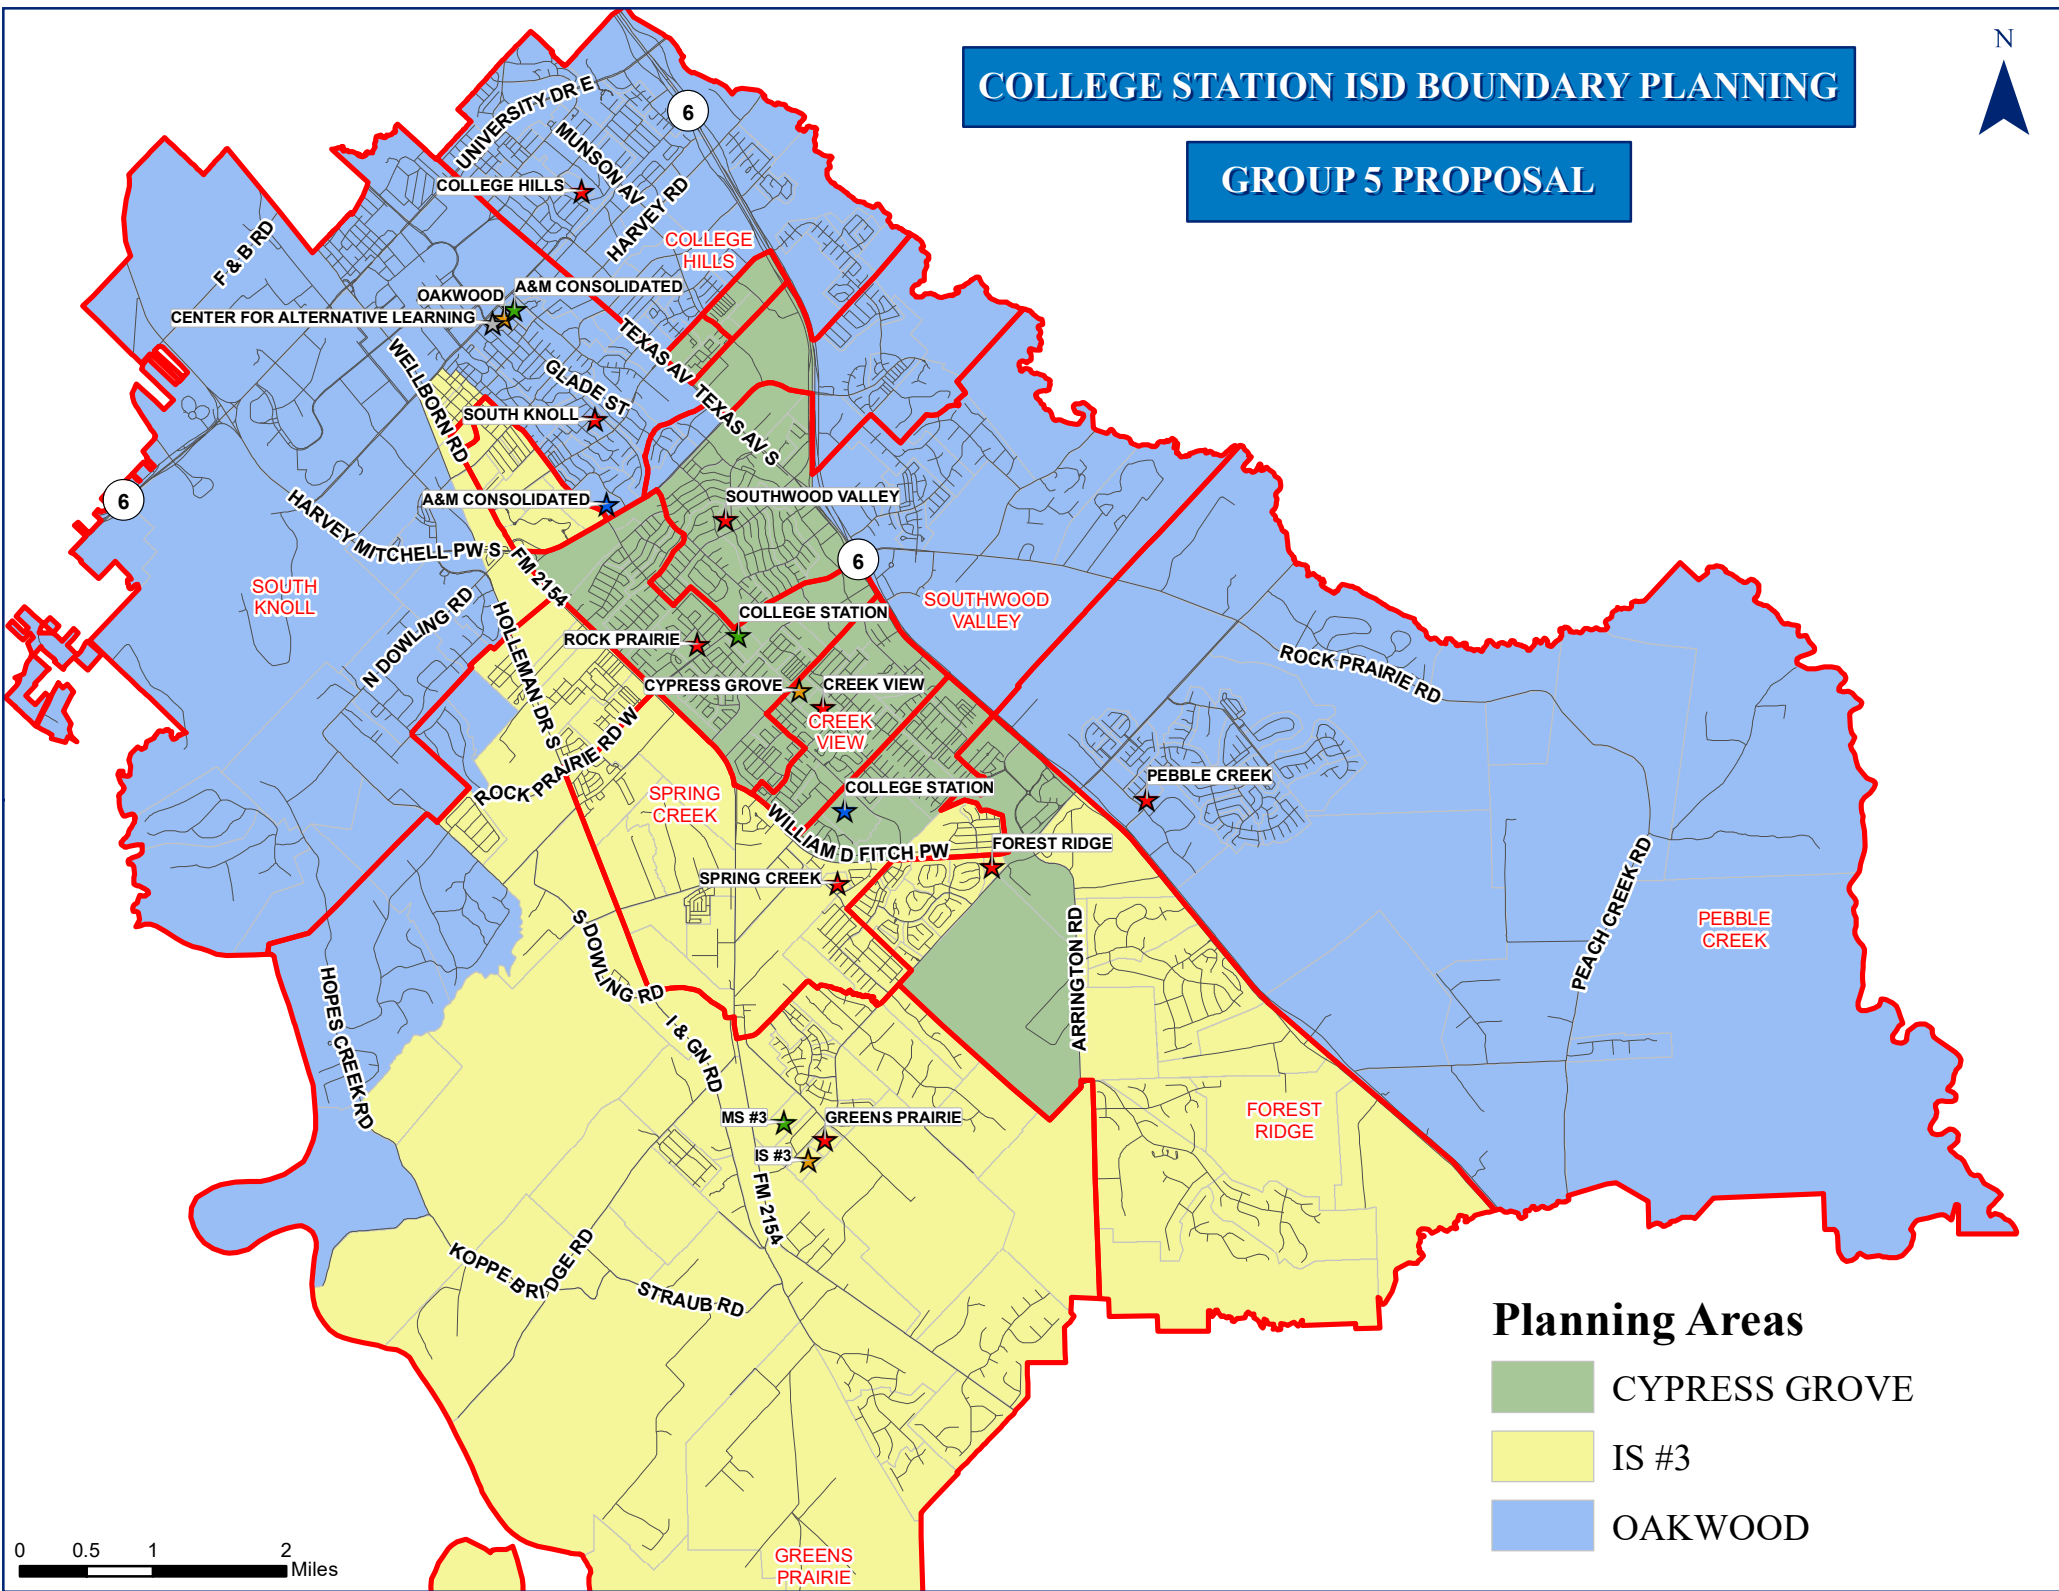 COLLEGE STATION ISD BOUNDARY PLANNING
GROUP 5 PROPOSAL
N
6
UNIVERSITY DR E
MUNSON AV
COLLEGE HILLS
HARVEY RD
COLLEGE
HILLS
F & B RD
A&M CONSOLIDATED
OAKWOOD
CENTER FOR ALTERNATIVE LEARNING
TEXAS AV
WELLBORN RD
GLADE ST
TEXAS AV S
SOUTH KNOLL
6
A&M CONSOLIDATED
SOUTHWOOD VALLEY
HARVEY MITCHELL PW S
FM 2154
6
SOUTH
KNOLL
N DOWLING RD
HOLLEMAN DR S
COLLEGE STATION
SOUTHWOOD
VALLEY
ROCK PRAIRIE
ROCK PRAIRIE RD
CYPRESS GROVE
CREEK VIEW
CREEK
VIEW
ROCK PRAIRIE RD W
PEBBLE CREEK
SPRING
CREEK
COLLEGE STATION
WILLIAM D FITCH PW
FOREST RIDGE
SPRING CREEK
PEACH CREEK RD
PEBBLE
CREEK
S DOWLING RD
ARRINGTON RD
HOPES CREEK RD
I & GN RD
MS #3
GREENS PRAIRIE
FOREST
RIDGE
IS #3
FM 2154
KOPPE BRIDGE RD
STRAUB RD
GREENS
PRAIRIE
Planning Areas
CYPRESS GROVE
IS #3
OAKWOOD
0 0.5 1 2
Miles